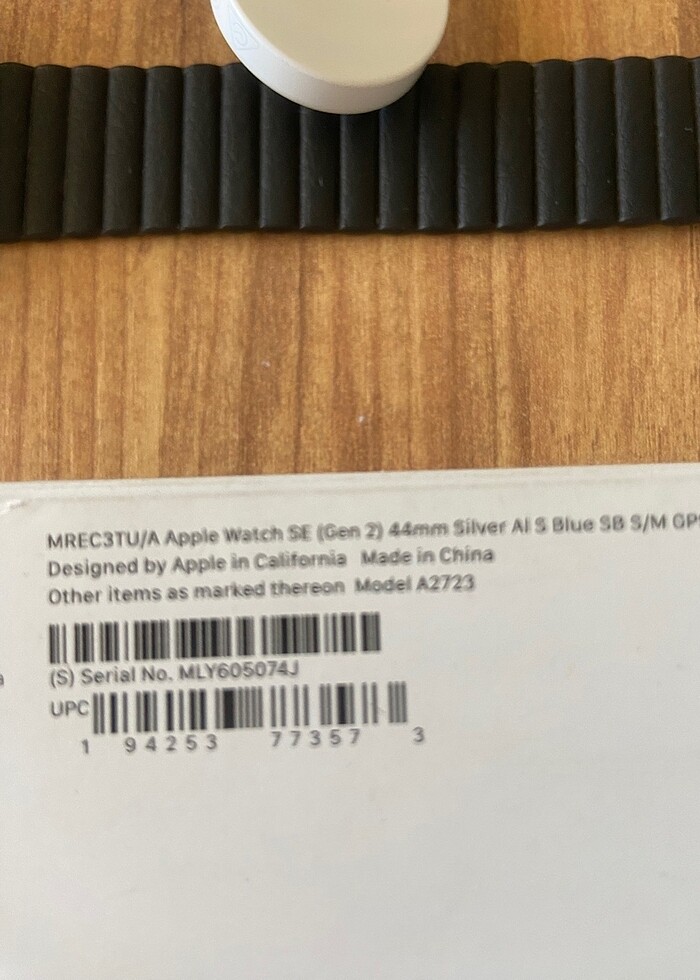 MREC3TU/A Apple Watch SE (Gen 2) 44mm Silver Al S Blue SB S/M GP
Designed by Apple in California Made in China
Other items as marked thereon Model A2723
(S) Serial No. MLY605074J
UPC
1 94253 77357 3